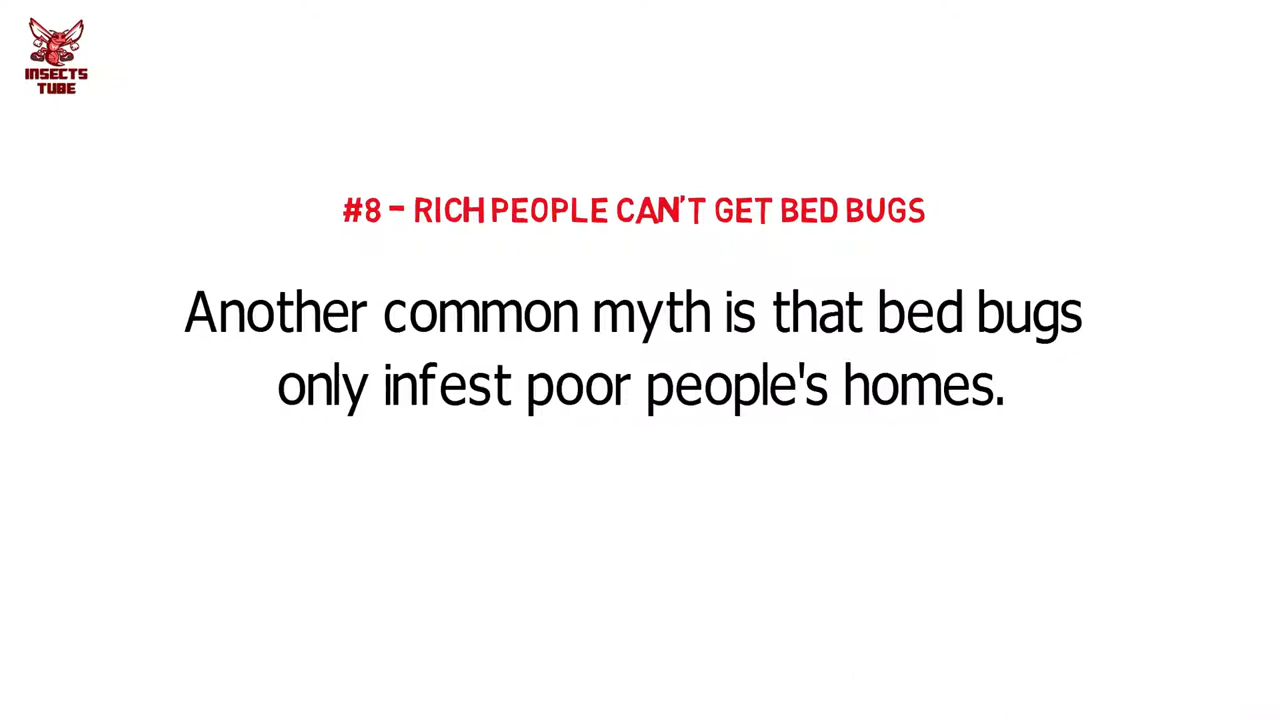 INSECTS
TUBE
#8 – RICH PEOPLE CAN'T GET BED BUGS
Another common myth is that bed bugs
only infest poor people's homes.